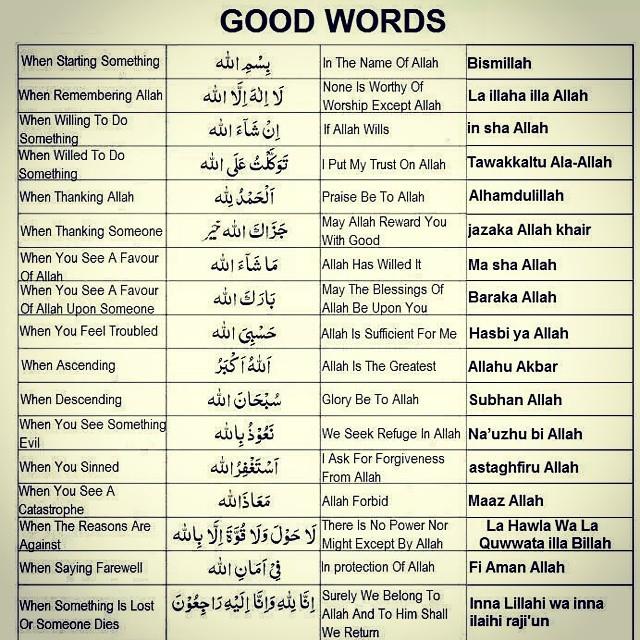 GOOD WORDS
When Starting Something
بِسْمِ الله
In The Name Of Allah
Bismillah
When Remembering Allah
لَا إِلٰهَ إِلَّا الله
None Is Worthy Of
Worship Except Allah
La illaha illa Allah
When Willing To Do
Something
اِنْ شَآءَ الله
If Allah Wills
in sha Allah
When Willed To Do
Something
تَوَكَّلْتُ عَلَى الله
I Put My Trust On Allah
Tawakkaltu Ala-Allah
When Thanking Allah
اَلْحَمْدُ لِلّٰه
Praise Be To Allah
Alhamdulillah
When Thanking Someone
جَزَاكَ الله خَيْر
May Allah Reward You
With Good
jazaka Allah khair
When You See A Favour
Of Allah
مَا شَآءَ الله
Allah Has Willed It
Ma sha Allah
When You See A Favour
Of Allah Upon Someone
بَارَكَ الله
May The Blessings Of
Allah Be Upon You
Baraka Allah
When You Feel Troubled
حَسْبِىَ الله
Allah Is Sufficient For Me
Hasbi ya Allah
When Ascending
اَللهُ اَكْبَرُ
Allah Is The Greatest
Allahu Akbar
When Descending
سُبْحَانَ الله
Glory Be To Allah
Subhan Allah
When You See Something
Evil
نَعُوْذُ بِالله
We Seek Refuge In Allah
Na'uzhu bi Allah
When You Sinned
اَسْتَغْفِرُ الله
I Ask For Forgiveness
From Allah
astaghfiru Allah
When You See A
Catastrophe
مَعَاذَ الله
Allah Forbid
Maaz Allah
When The Reasons Are
Against
لَا حَوْلَ وَلَا قُوَّةَ اِلَّا بِالله
There Is No Power Nor
Might Except By Allah
La Hawla Wa La
Quwwata illa Billah
When Saying Farewell
فِىْ اَمَانِ الله
In protection Of Allah
Fi Aman Allah
When Something Is Lost
Or Someone Dies
اِنَّا لِلّٰهِ وَاِنَّا اِلَيْهِ رَاجِعُوْنَ
Surely We Belong To
Allah And To Him Shall
We Return
Inna Lillahi wa inna
ilaihi raji'un